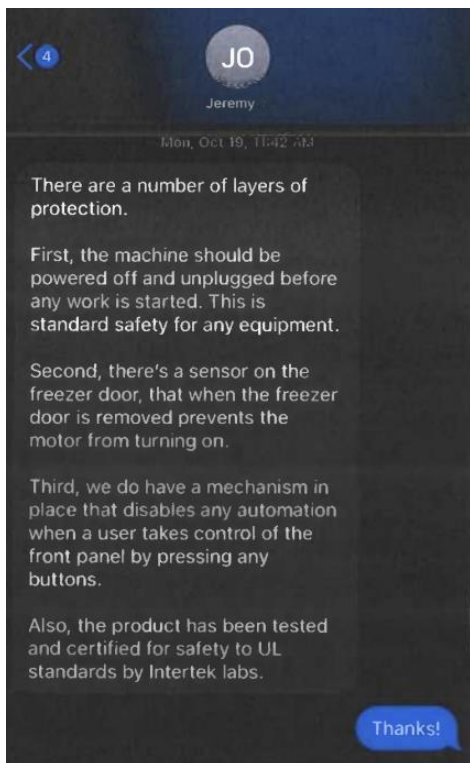 4
JO
Jeremy
Mon, Oct 19, 11:42 AM
There are a number of layers of
protection.
First, the machine should be
powered off and unplugged before
any work is started. This is
standard safety for any equipment.
Second, there's a sensor on the
freezer door, that when the freezer
door is removed prevents the
motor from turning on.
Third, we do have a mechanism in
place that disables any automation
when a user takes control of the
front panel by pressing any
buttons.
Also, the product has been tested
and certified for safety to UL
standards by Intertek labs.
Thanks!